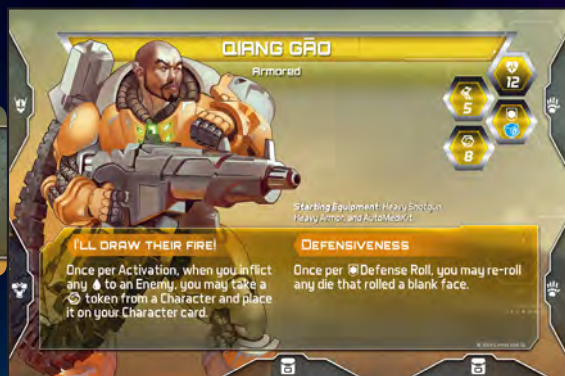 QIANG GĀO
Armored
12
5
8
Starting Equipment: Heavy Shotgun,
Heavy Armor, and AutoMediKit.
I'LL DRAW THEIR FIRE!
Once per Activation, when you inflict
any to an Enemy, you may take a
token from a Character and place
it on your Character card.
DEFENSIVENESS
Once per Defense Roll, you may re-roll
any die that rolled a blank face.